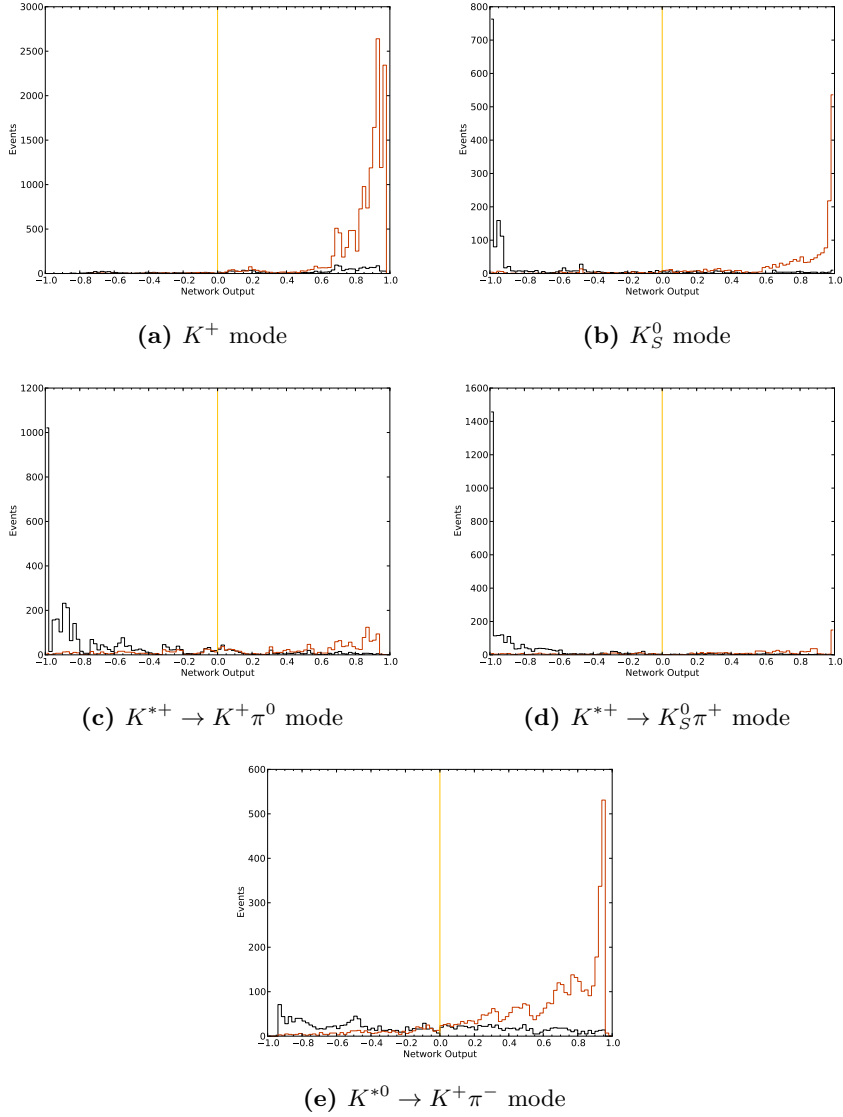 3000
2500
2000
1500
1000
500
0
Events
−1.0 −0.8 −0.6 −0.4 −0.2 0.0 0.2 0.4 0.6 0.8 1.0
Network Output
(a) K⁺ mode
800
700
600
500
400
300
200
100
0
Events
−1.0 −0.8 −0.6 −0.4 −0.2 0.0 0.2 0.4 0.6 0.8 1.0
Network Output
(b) K_S^0 mode
1200
1000
800
600
400
200
0
Events
−1.0 −0.8 −0.6 −0.4 −0.2 0.0 0.2 0.4 0.6 0.8 1.0
Network Output
(c) K*⁺ → K⁺π⁰ mode
1600
1400
1200
1000
800
600
400
200
0
Events
−1.0 −0.8 −0.6 −0.4 −0.2 0.0 0.2 0.4 0.6 0.8 1.0
Network Output
(d) K*⁺ → K_S^0π⁺ mode
600
500
400
300
200
100
0
Events
−1.0 −0.8 −0.6 −0.4 −0.2 0.0 0.2 0.4 0.6 0.8 1.0
Network Output
(e) K*⁰ → K⁺π⁻ mode